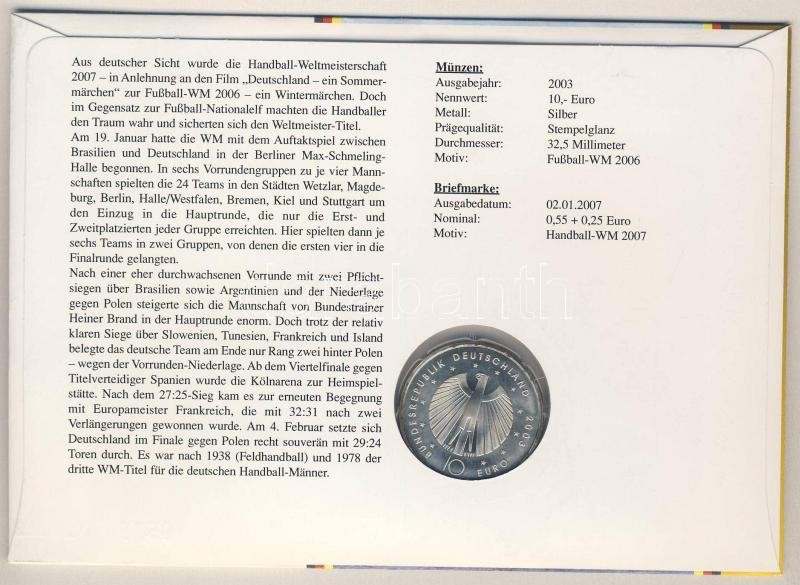 Aus deutscher Sicht wurde die Handball-Weltmeisterschaft
2007 – in Anlehnung an den Film „Deutschland – ein Sommer-
märchen“ zur Fußball-WM 2006 – ein Wintermärchen. Doch
im Gegensatz zur Fußball-Nationalelf machten die Handballer
den Traum wahr und sicherten sich den Weltmeister-Titel.
Am 19. Januar hatte die WM mit dem Auftaktspiel zwischen
Brasilien und Deutschland in der Berliner Max-Schmeling-
Halle begonnen. In sechs Vorrundengruppen zu je vier Mann-
schaften spielten die 24 Teams in den Städten Wetzlar, Magde-
burg, Berlin, Halle/Westfalen, Bremen, Kiel und Stuttgart um
den Einzug in die Hauptrunde, die nur die Erst- und
Zweitplatzierten jeder Gruppe erreichten. Hier spielten dann je
sechs Teams in zwei Gruppen, von denen die ersten vier in die
Finalrunde gelangten.
Nach einer eher durchwachsenen Vorrunde mit zwei Pflicht-
siegen über Brasilien sowie Argentinien und der Niederlage
gegen Polen steigerte sich die Mannschaft von Bundestrainer
Heiner Brand in der Hauptrunde enorm. Doch trotz der relativ
klaren Siege über Slowenien, Tunesien, Frankreich und Island
belegte das deutsche Team am Ende nur Rang zwei hinter Polen
– wegen der Vorrunden-Niederlage. Ab dem Viertelfinale gegen
Titelverteidiger Spanien wurde die Kölnarena zur Heimspiel-
stätte. Nach dem 27:25-Sieg kam es zur erneuten Begegnung
mit Europameister Frankreich, die mit 32:31 nach zwei
Verlängerungen gewonnen wurde. Am 4. Februar setzte sich
Deutschland im Finale gegen Polen recht souverän mit 29:24
Toren durch. Es war nach 1938 (Feldhandball) und 1978 der
dritte WM-Titel für die deutschen Handball-Männer.
Münzen:
Ausgabejahr: 2003
Nennwert: 10,- Euro
Metall: Silber
Prägequalität: Stempelglanz
Durchmesser: 32,5 Millimeter
Motiv: Fußball-WM 2006
Briefmarke:
Ausgabedatum: 02.01.2007
Nominal: 0,55 + 0,25 Euro
Motiv: Handball-WM 2007
BUNDESREPUBLIK DEUTSCHLAND 2003
10 EURO